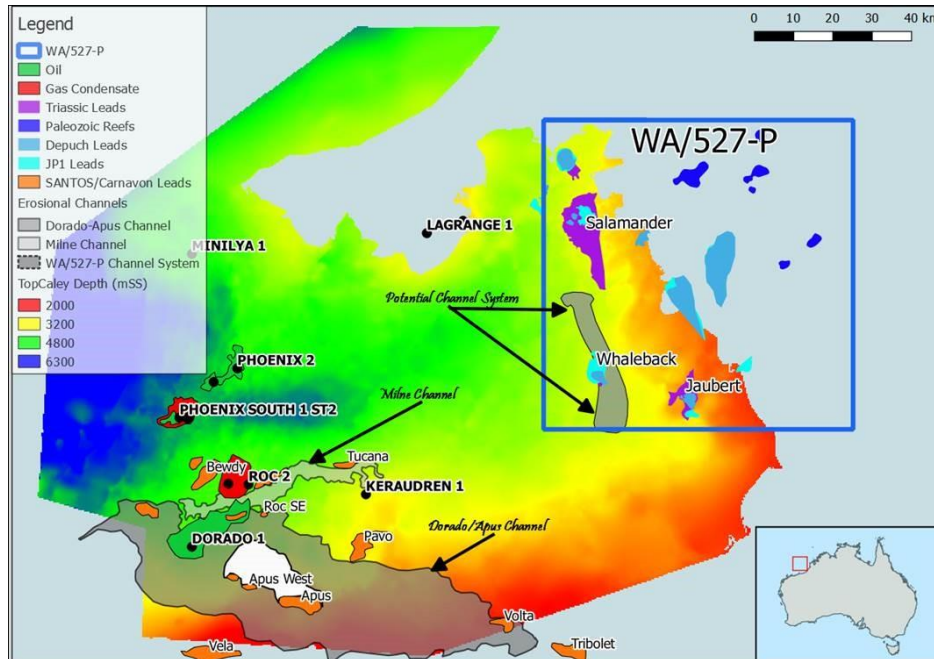 Legend
WA/527-P
Oil
Gas Condensate
Triassic Leads
Paleozoic Reefs
Depuch Leads
JP1 Leads
SANTOS/Carnavon Leads
Erosional Channels
Dorado-Apus Channel
Milne Channel
WA/527-P Channel System
TopCaley Depth (mSS)
2000
3200
4800
6300
0 10 20 30 40 km
WA/527-P
Salamander
LAGRANGE 1
MINILYA 1
Potential Channel System
PHOENIX 2
Whaleback
Jaubert
Milne Channel
PHOENIX SOUTH 1 ST2
Bewdy
ROC 2
Tucana
KERAUDREN 1
Roc SE
DORADO 1
Pavo
Dorado/Apus Channel
Apus West
Apus
Volta
Vela
Tribolet